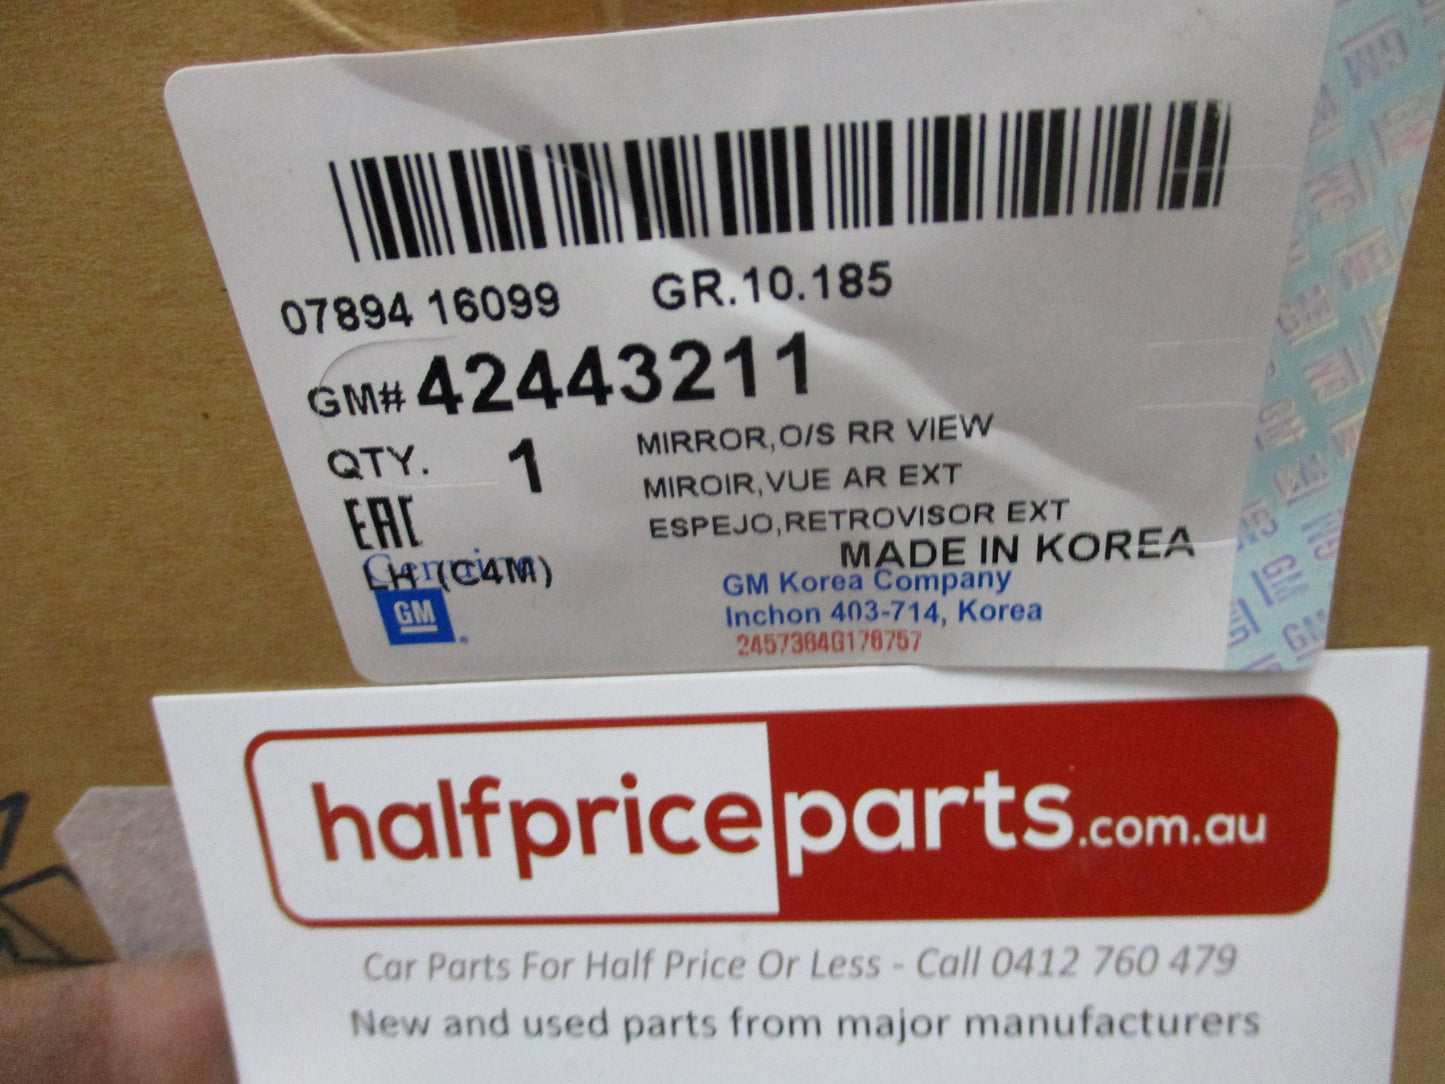 07894 16099 GR.10.185
GM# 42443211
QTY. 1
MIRROR,O/S RR VIEW
MIROIR,VUE AR EXT
ESPEJO,RETROVISOR EXT
EAC
MADE IN KOREA
Genuine
LH (C4M)
GM
GM Korea Company
Inchon 403-714, Korea
2457364G176757
halfpriceparts.com.au
Car Parts For Half Price Or Less - Call 0412 760 479
New and used parts from major manufacturers